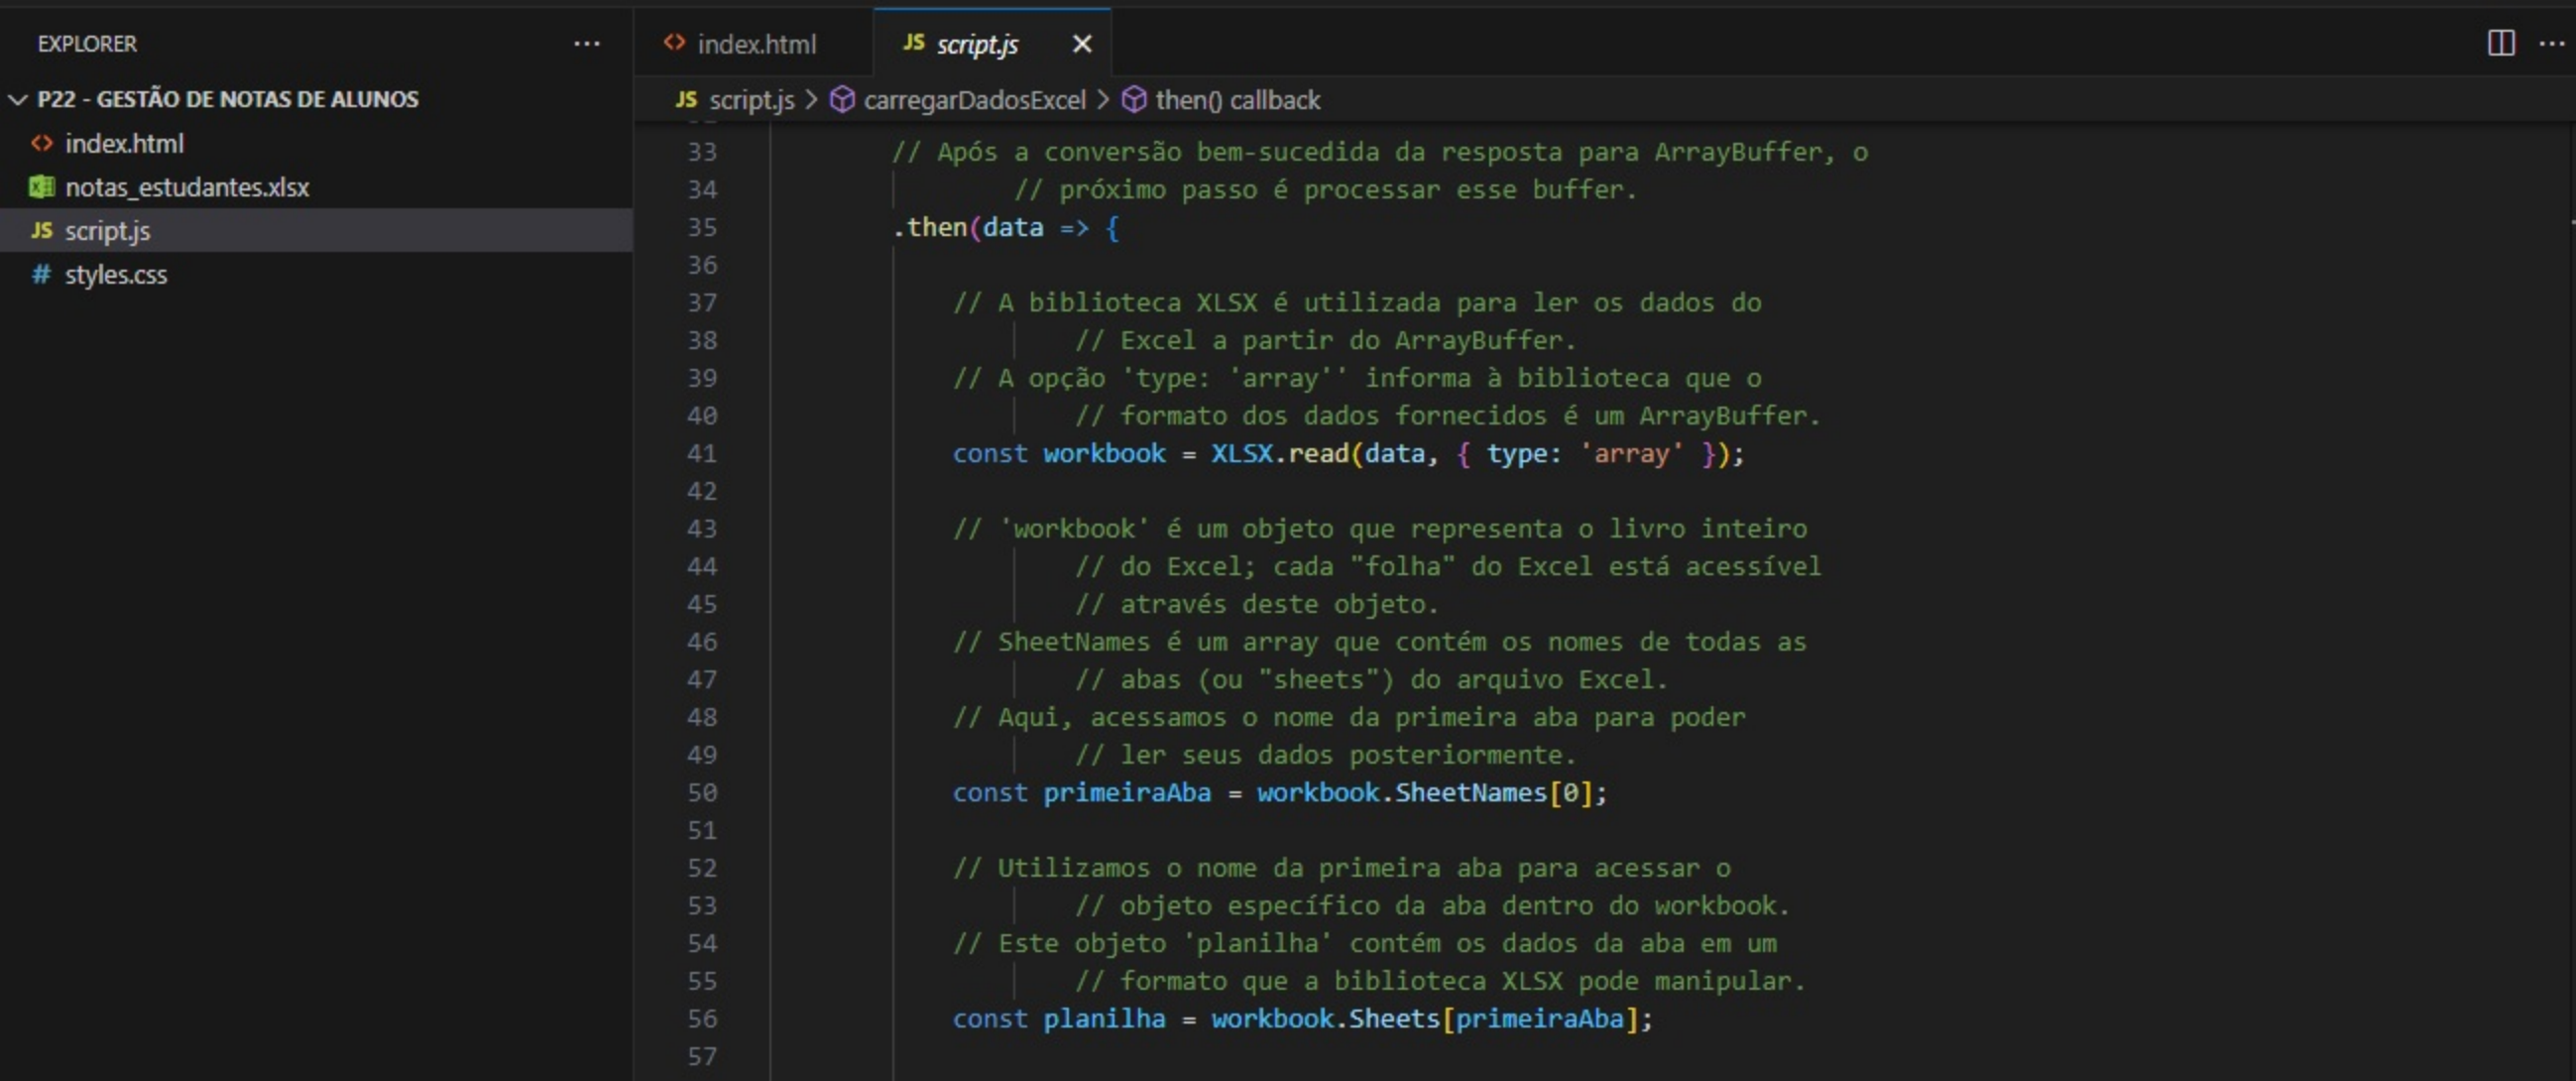 EXPLORER
P22 - GESTÃO DE NOTAS DE ALUNOS
index.html
notas_estudantes.xlsx
JS script.js
# styles.css
index.html
JS script.js
JS script.js > carregarDadosExcel > then() callback
33 // Após a conversão bem-sucedida da resposta para ArrayBuffer, o
34 // próximo passo é processar esse buffer.
35 .then(data => {
36
37 // A biblioteca XLSX é utilizada para ler os dados do
38 // Excel a partir do ArrayBuffer.
39 // A opção 'type: 'array'' informa à biblioteca que o
40 // formato dos dados fornecidos é um ArrayBuffer.
41 const workbook = XLSX.read(data, { type: 'array' });
42
43 // 'workbook' é um objeto que representa o livro inteiro
44 // do Excel; cada "folha" do Excel está acessível
45 // através deste objeto.
46 // SheetNames é um array que contém os nomes de todas as
47 // abas (ou "sheets") do arquivo Excel.
48 // Aqui, acessamos o nome da primeira aba para poder
49 // ler seus dados posteriormente.
50 const primeiraAba = workbook.SheetNames[0];
51
52 // Utilizamos o nome da primeira aba para acessar o
53 // objeto específico da aba dentro do workbook.
54 // Este objeto 'planilha' contém os dados da aba em um
55 // formato que a biblioteca XLSX pode manipular.
56 const planilha = workbook.Sheets[primeiraAba];
57